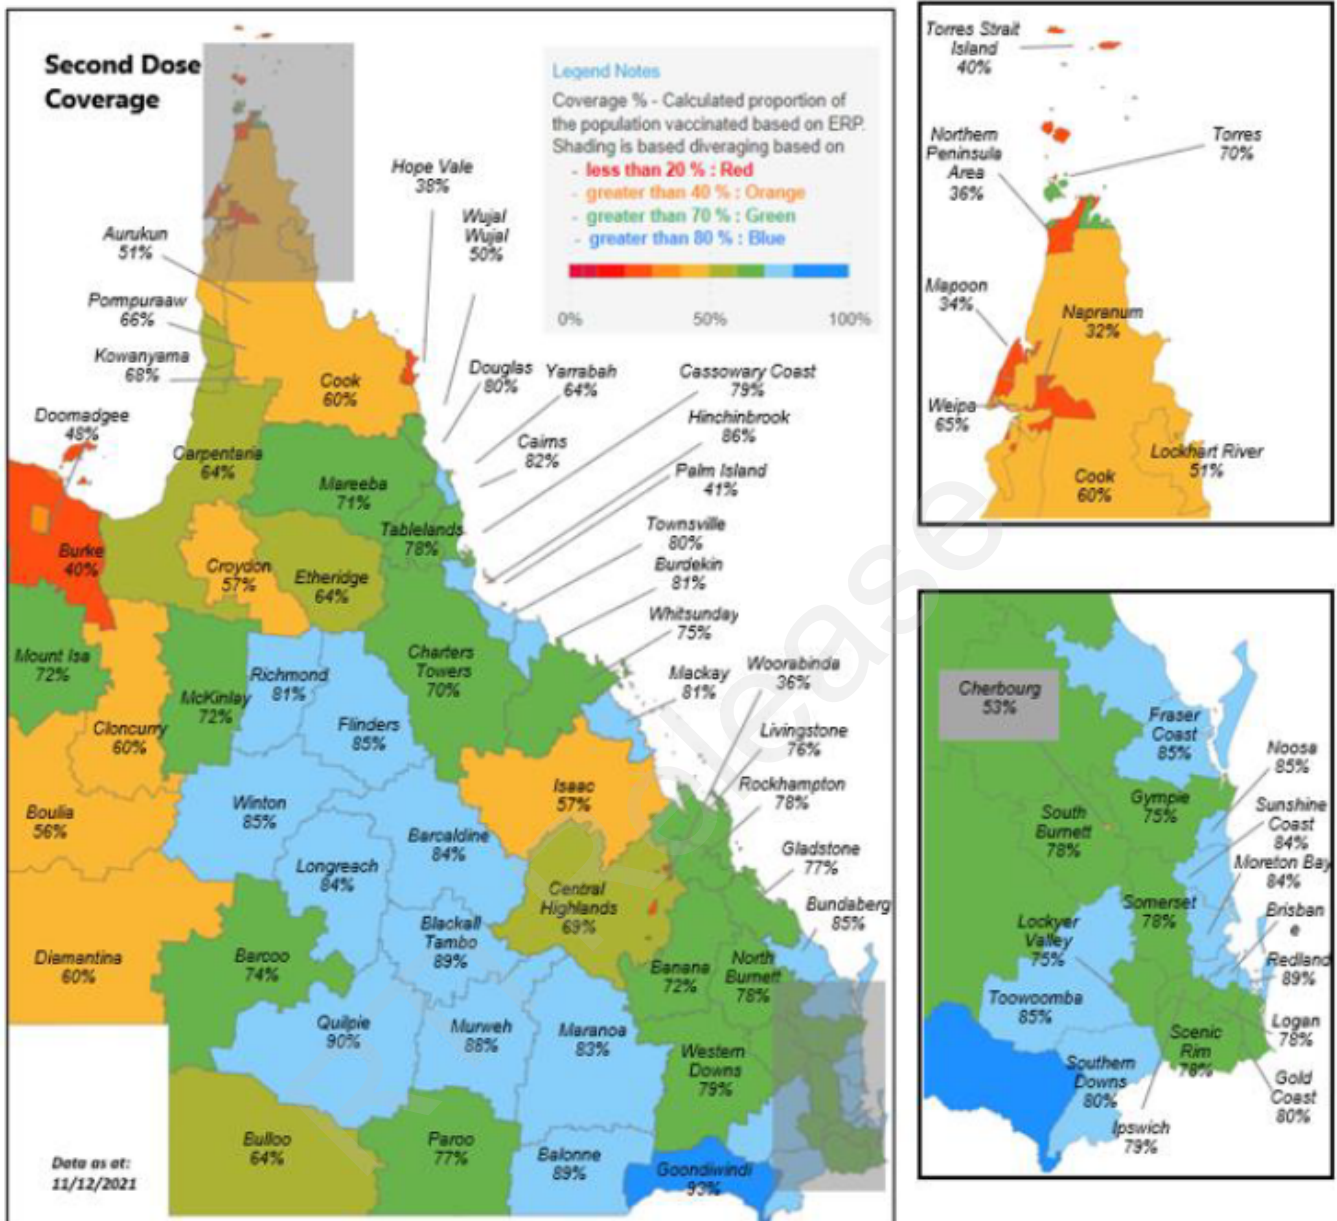 Second Dose
Coverage
Legend Notes
Coverage % - Calculated proportion of
the population vaccinated based on ERP.
Shading is based diveraging based on
- less than 20 % : Red
- greater than 40 % : Orange
- greater than 70 % : Green
- greater than 80 % : Blue
0%
50%
100%
Hope Vale
38%
Wujal
Wujal
50%
Aurukun
51%
Pormpuraaw
66%
Kowanyama
68%
Doomadgee
48%
Cook
60%
Douglas
80%
Yarrabah
64%
Cassowary Coast
79%
Hinchinbrook
86%
Cairns
82%
Palm Island
41%
Carpentaria
64%
Mareeba
71%
Tablelands
78%
Townsville
80%
Burdekin
81%
Burke
40%
Croydon
57%
Etheridge
64%
Whitsunday
75%
Mount Isa
72%
McKinlay
72%
Richmond
81%
Charters
Towers
70%
Mackay
81%
Woorabinda
36%
Cloncurry
60%
Flinders
85%
Livingstone
76%
Boulia
56%
Winton
85%
Isaac
57%
Rockhampton
78%
Barcaldine
84%
Longreach
84%
Gladstone
77%
Central
Highlands
69%
Bundaberg
85%
Diamantina
60%
Barcoo
74%
Blackall
Tambo
89%
Banana
72%
North
Burnett
78%
Quilpie
90%
Murweh
88%
Maranoa
83%
Western
Downs
79%
Bulloo
64%
Paroo
77%
Balonne
89%
Goondiwindi
93%
Data as at:
11/12/2021
Torres Strait
Island
40%
Northern
Peninsula
Area
36%
Torres
70%
Mapoon
34%
Napranum
32%
Weipa
65%
Lockhart River
51%
Cook
60%
Cherbourg
53%
Fraser
Coast
85%
Noosa
85%
Gympie
75%
South
Burnett
78%
Sunshine
Coast
84%
Moreton Bay
84%
Somerset
78%
Lockyer
Valley
75%
Brisban
e
Redland
89%
Toowoomba
85%
Logan
78%
Scenic
Rim
78%
Southern
Downs
80%
Gold
Coast
80%
Ipswich
79%